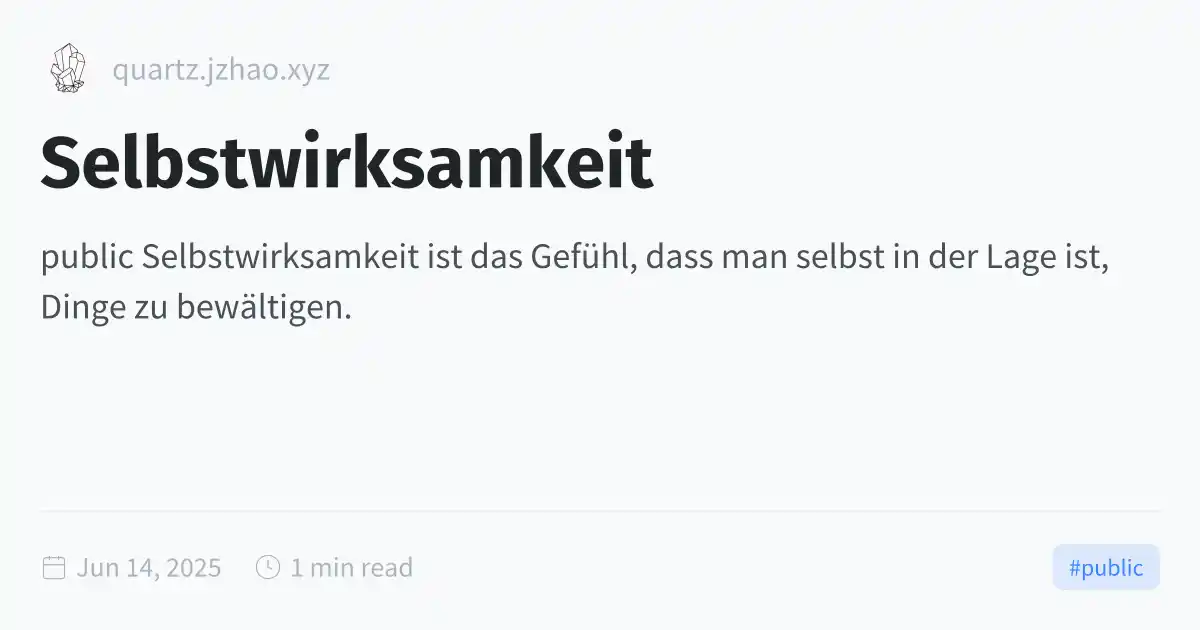 quartz.jzhao.xyz
Selbstwirksamkeit
public Selbstwirksamkeit ist das Gefühl, dass man selbst in der Lage ist,
Dinge zu bewältigen.
Jun 14, 2025 1 min read #public